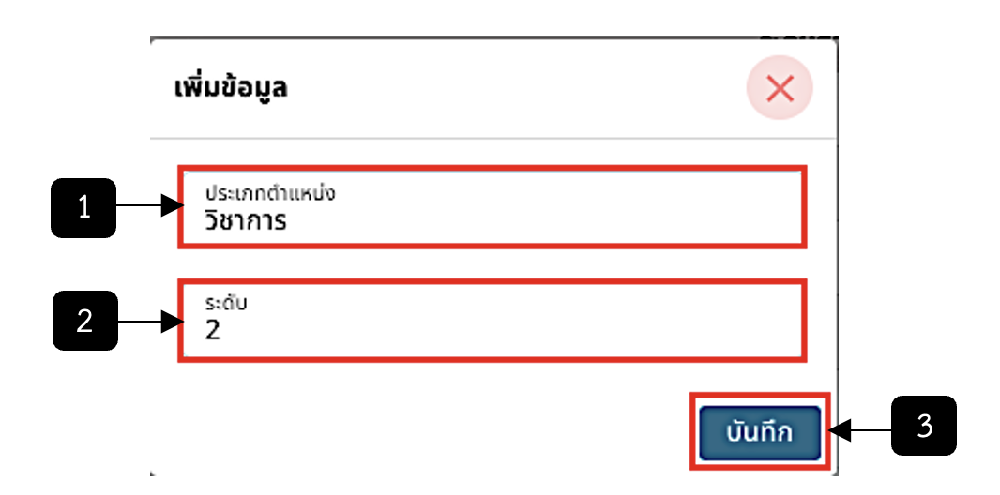 เพิ่มข้อมูล
1
ประเภทตำแหน่ง
วิชาการ
2
ระดับ
2
บันทึก
3